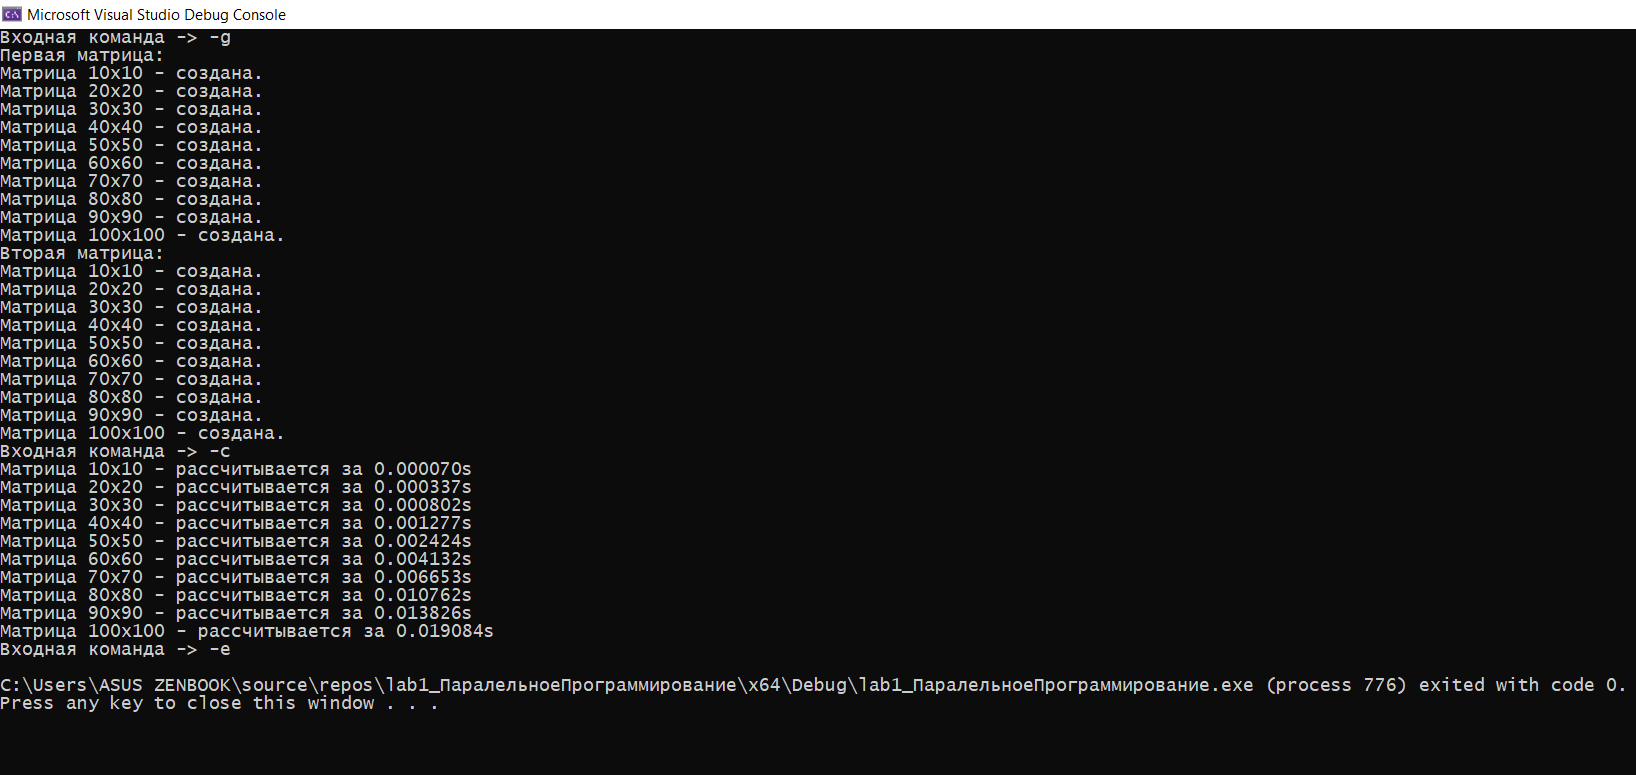 Microsoft Visual Studio Debug Console
Входная команда -> -g
Первая матрица:
Матрица 10x10 - создана.
Матрица 20x20 - создана.
Матрица 30x30 - создана.
Матрица 40x40 - создана.
Матрица 50x50 - создана.
Матрица 60x60 - создана.
Матрица 70x70 - создана.
Матрица 80x80 - создана.
Матрица 90x90 - создана.
Матрица 100x100 - создана.
Вторая матрица:
Матрица 10x10 - создана.
Матрица 20x20 - создана.
Матрица 30x30 - создана.
Матрица 40x40 - создана.
Матрица 50x50 - создана.
Матрица 60x60 - создана.
Матрица 70x70 - создана.
Матрица 80x80 - создана.
Матрица 90x90 - создана.
Матрица 100x100 - создана.
Входная команда -> -c
Матрица 10x10 - рассчитывается за 0.000070s
Матрица 20x20 - рассчитывается за 0.000337s
Матрица 30x30 - рассчитывается за 0.000802s
Матрица 40x40 - рассчитывается за 0.001277s
Матрица 50x50 - рассчитывается за 0.002424s
Матрица 60x60 - рассчитывается за 0.004132s
Матрица 70x70 - рассчитывается за 0.006653s
Матрица 80x80 - рассчитывается за 0.010762s
Матрица 90x90 - рассчитывается за 0.013826s
Матрица 100x100 - рассчитывается за 0.019084s
Входная команда -> -e
C:\Users\ASUS ZENBOOK\source\repos\lab1_ПаралельноеПрограммирование\x64\Debug\lab1_ПаралельноеПрограммирование.exe (process 776) exited with code 0.
Press any key to close this window . . .